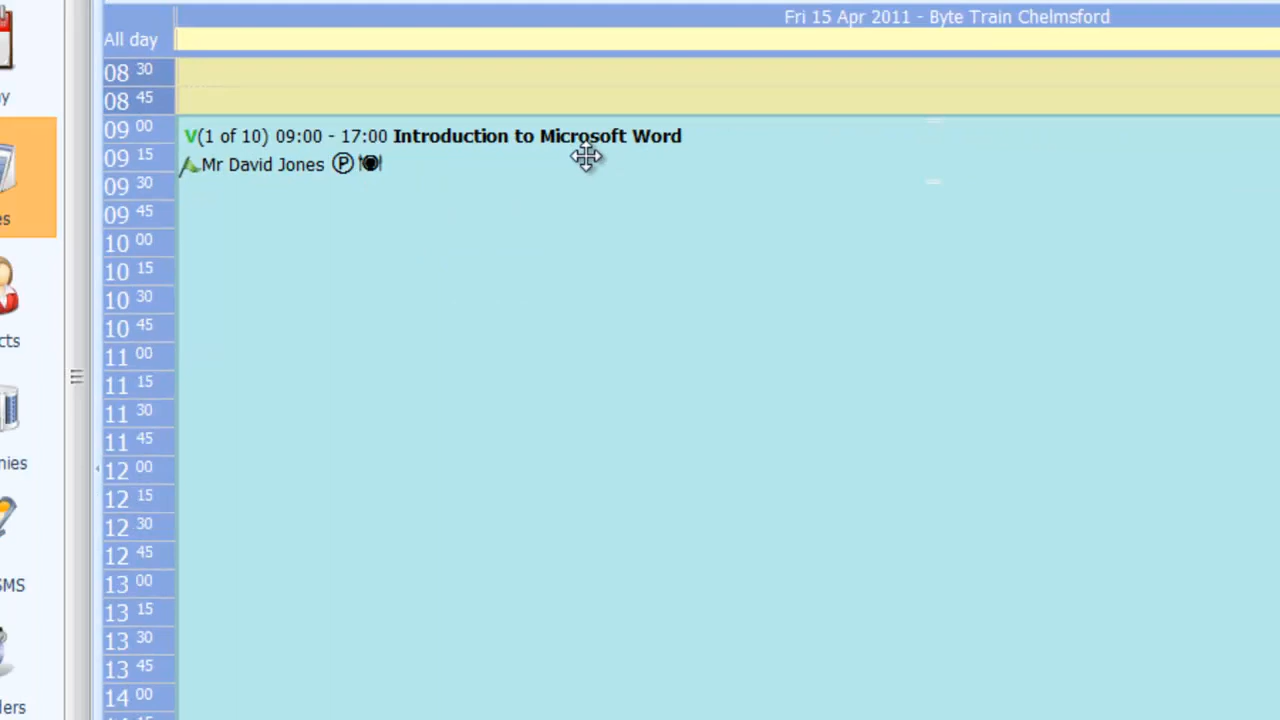 Fri 15 Apr 2011 - Byte Train Chelmsford
All day
08 30
08 45
09 00
V(1 of 10) 09:00 - 17:00 Introduction to Microsoft Word
09 15
Mr David Jones P
09 30
09 45
10 00
10 15
10 30
10 45
11 00
11 15
11 30
11 45
12 00
12 15
12 30
12 45
13 00
13 15
13 30
13 45
14 00
y
es
cts
nies
SMS
lers